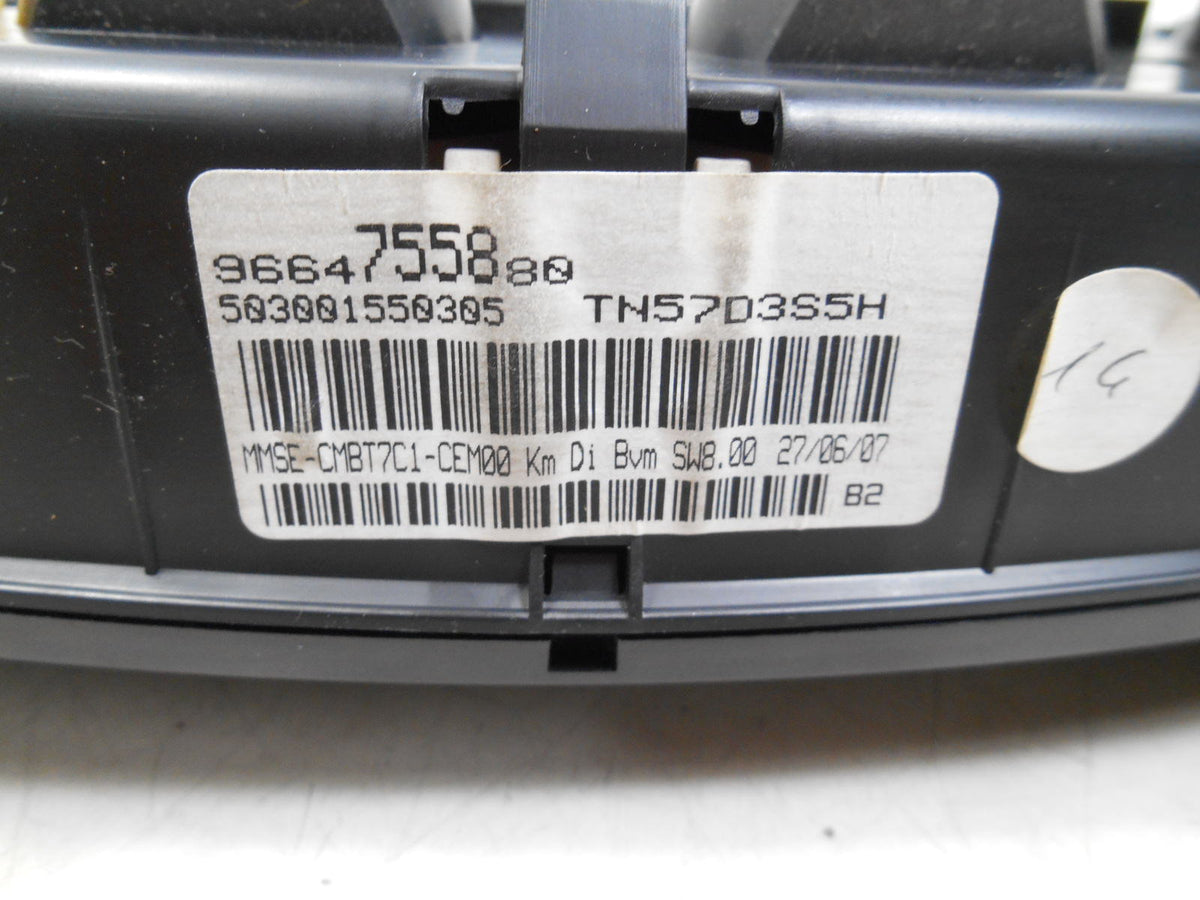 9664755880
503001550305 TN57D3S5H
MMSE-CMBT7C1-CEM00 Km Di Bvm SW8.00 27/06/07
B2
14